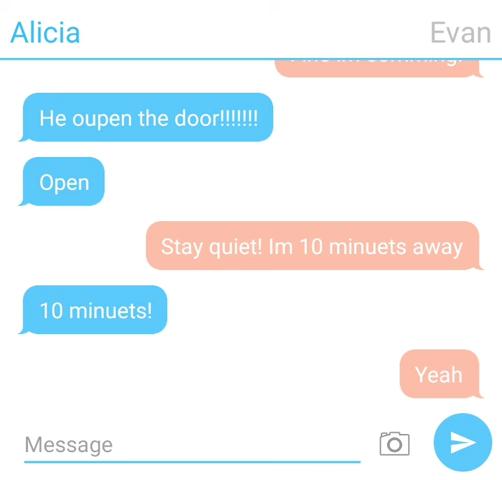 Alicia
Evan
He oupen the door!!!!!!!
Open
Stay quiet! Im 10 minuets away
10 minuets!
Yeah
Message